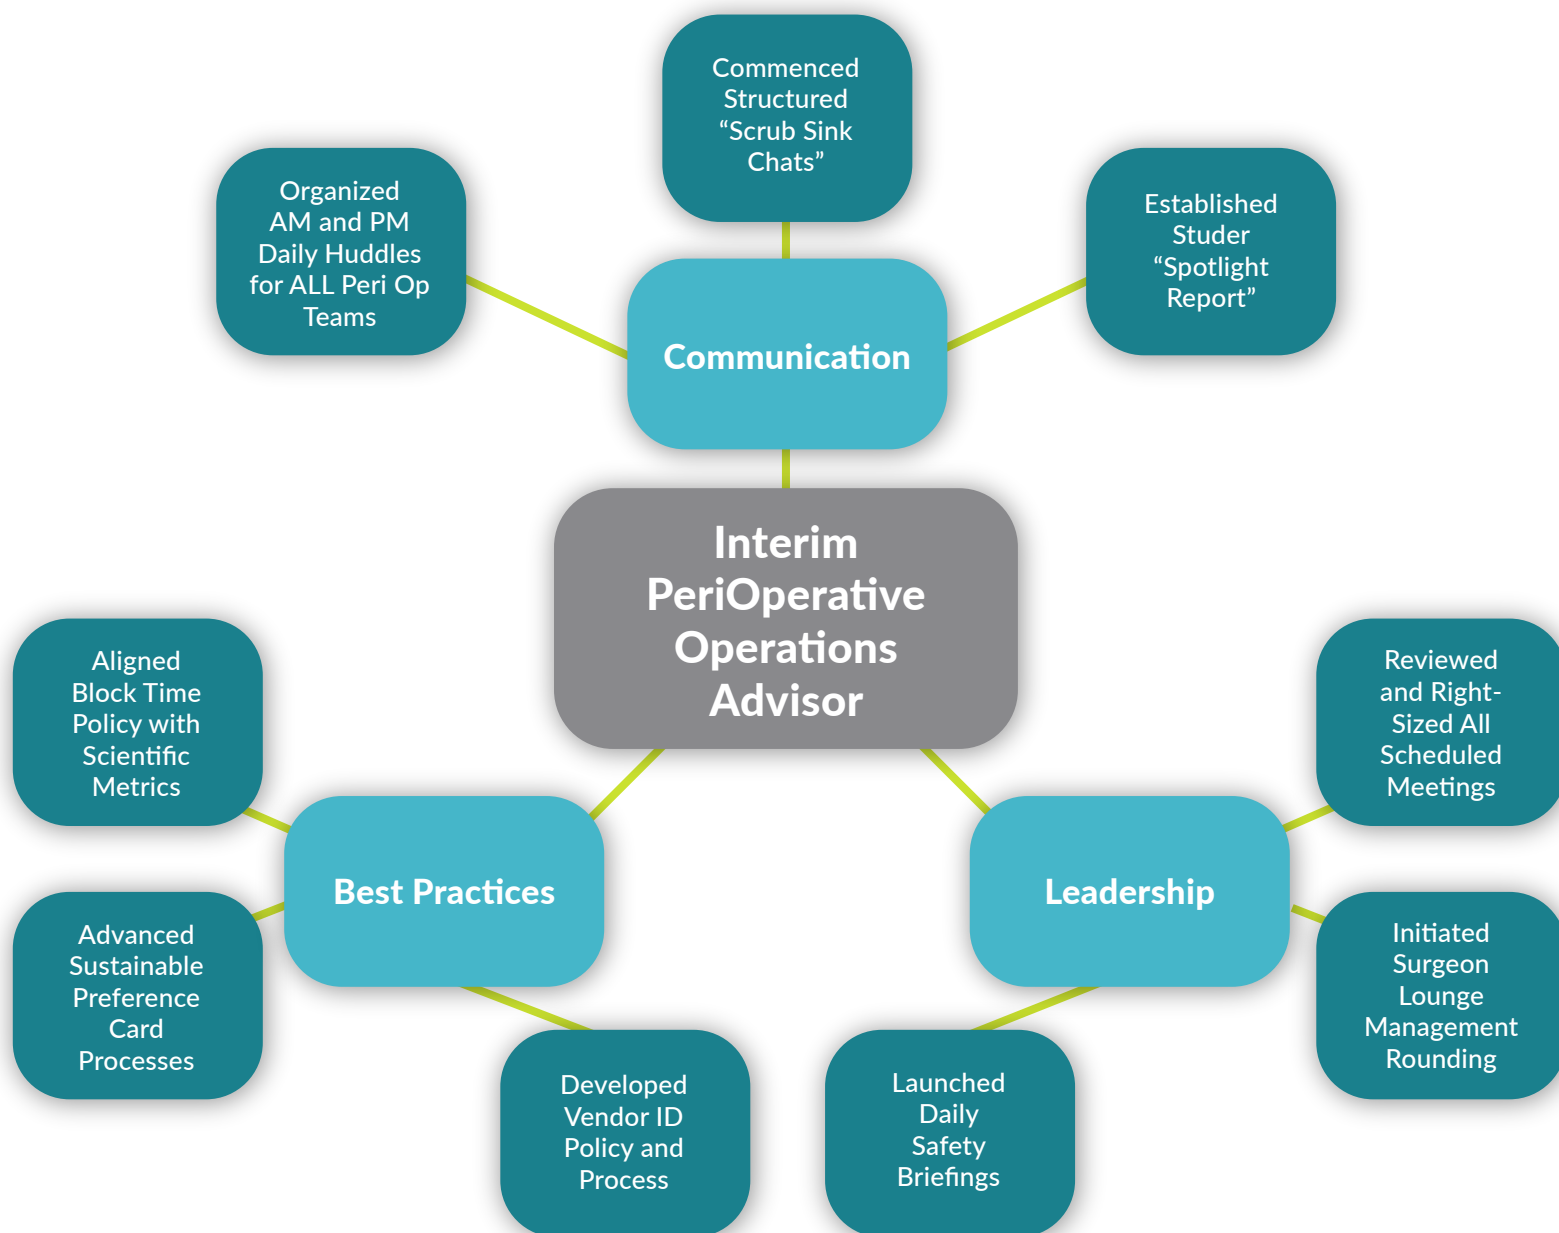 Commenced
Structured
“Scrub Sink
Chats”
Organized
AM and PM
Daily Huddles
for ALL Peri Op
Teams
Established
Studer
“Spotlight
Report”
Communication
Interim
PeriOperative
Operations
Advisor
Aligned
Block Time
Policy with
Scientific
Metrics
Reviewed
and Right-
Sized All
Scheduled
Meetings
Best Practices
Leadership
Advanced
Sustainable
Preference
Card
Processes
Initiated
Surgeon
Lounge
Management
Rounding
Developed
Vendor ID
Policy and
Process
Launched
Daily
Safety
Briefings